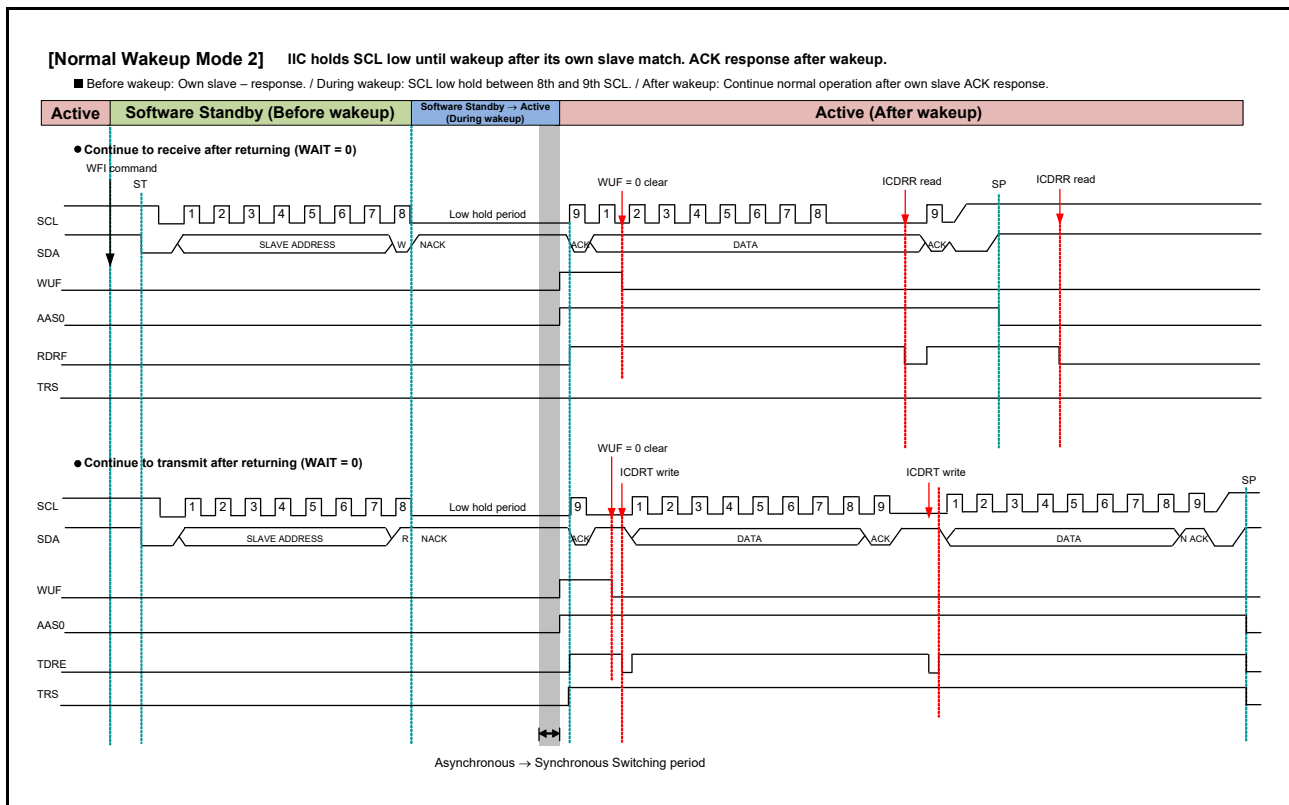 [Normal Wakeup Mode 2] IIC holds SCL low until wakeup after its own slave match. ACK response after wakeup.
■ Before wakeup: Own slave – response. / During wakeup: SCL low hold between 8th and 9th SCL. / After wakeup: Continue normal operation after own slave ACK response.
Active Software Standby (Before wakeup) Software Standby → Active (During wakeup) Active (After wakeup)
● Continue to receive after returning (WAIT = 0)
WFI command
ST WUF = 0 clear ICDRR read SP ICDRR read
SCL 1 2 3 4 5 6 7 8 Low hold period 9 1 2 3 4 5 6 7 8 9
SDA SLAVE ADDRESS W NACK ACK DATA ACK
WUF
AAS0
RDRF
TRS
WUF = 0 clear
● Continue to transmit after returning (WAIT = 0)
ICDRT write ICDRT write SP
SCL 1 2 3 4 5 6 7 8 Low hold period 9 1 2 3 4 5 6 7 8 9 1 2 3 4 5 6 7 8 9
SDA SLAVE ADDRESS R NACK ACK DATA ACK DATA N ACK
WUF
AAS0
TDRE
TRS
Asynchronous → Synchronous Switching period